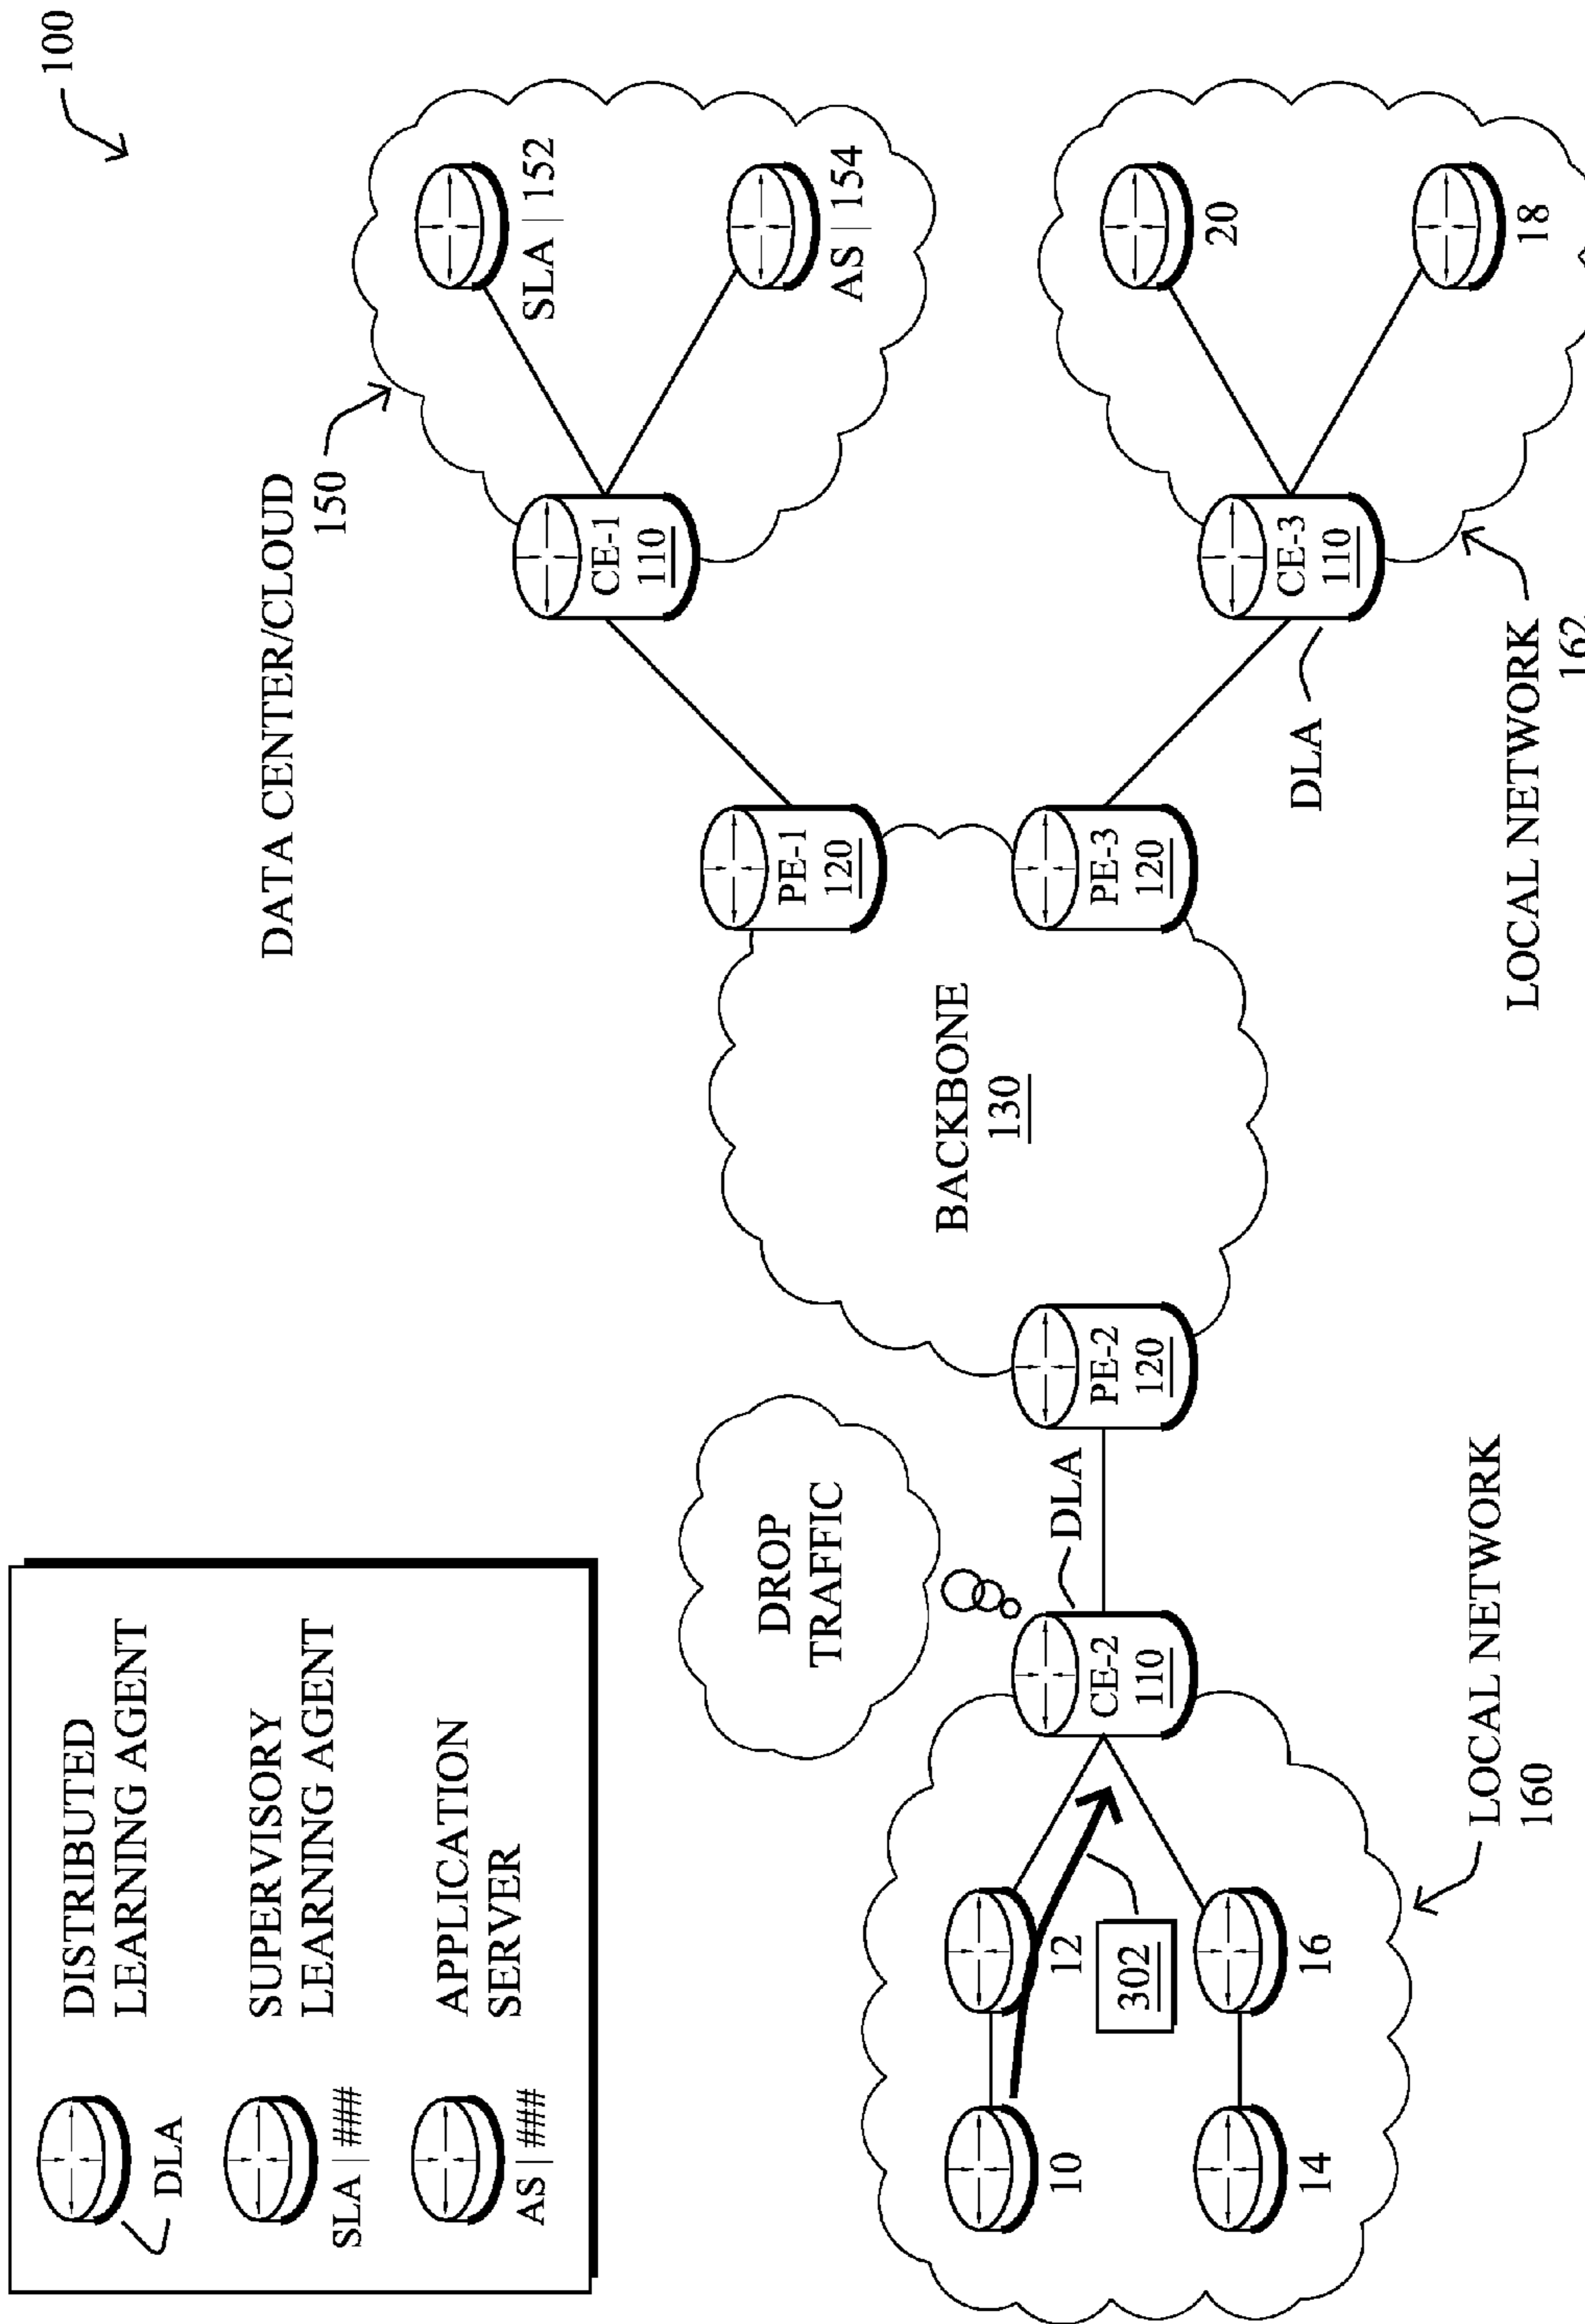 100
DISTRIBUTED
LEARNING AGENT
DLA
SUPERVISORY
LEARNING AGENT
SLA | ###
APPLICATION
SERVER
AS | ###
DATA CENTER/CLOUD
150
SLA | 152
AS | 154
CE-1
110
PE-1
120
BACKBONE
130
PE-3
120
PE-2
120
DROP
TRAFFIC
DLA
CE-2
110
10
12
302
14
16
LOCAL NETWORK
160
CE-3
110
DLA
20
18
LOCAL NETWORK
162